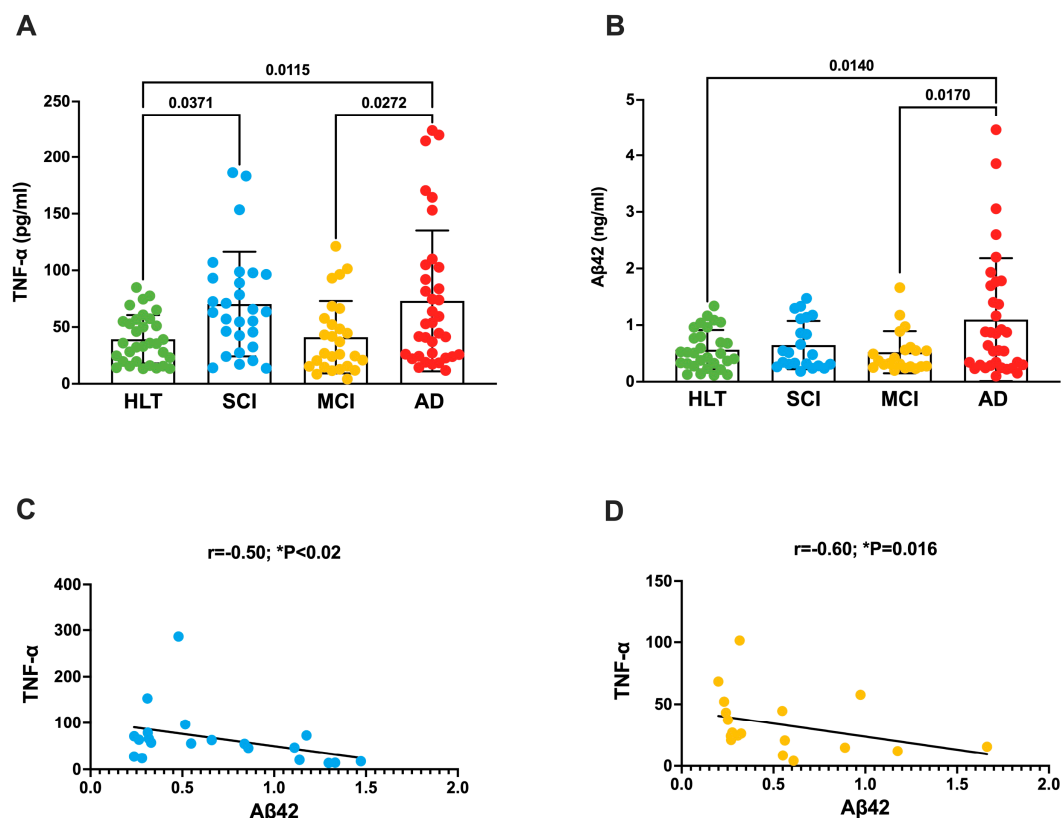 A
0.0115
0.0371
0.0272
TNF-α (pg/ml)
250
200
150
100
50
0
HLT
SCI
MCI
AD
B
0.0140
0.0170
Aβ42 (ng/ml)
5
4
3
2
1
0
HLT
SCI
MCI
AD
C
r=-0.50; *P<0.02
TNF-α
400
300
200
100
0
0.0
0.5
1.0
1.5
2.0
Aβ42
D
r=-0.60; *P=0.016
TNF-α
150
100
50
0
0.0
0.5
1.0
1.5
2.0
Aβ42